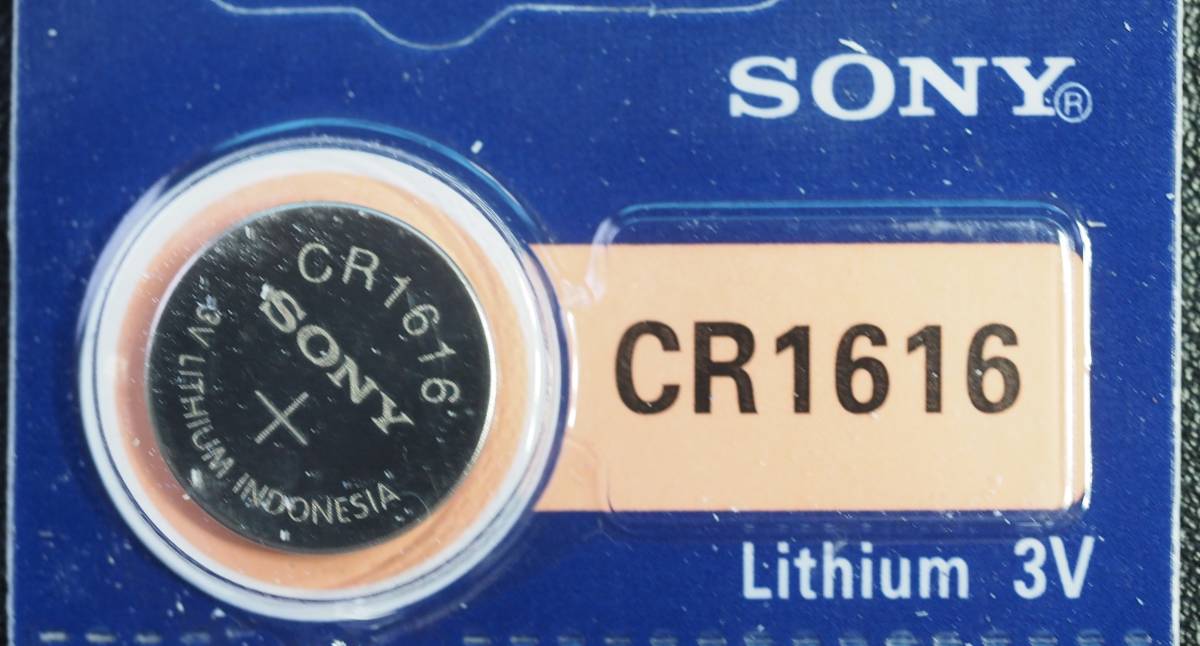 SONY®
CR1616
SONY
+
3V LITHIUM INDONESIA
CR1616
Lithium 3V